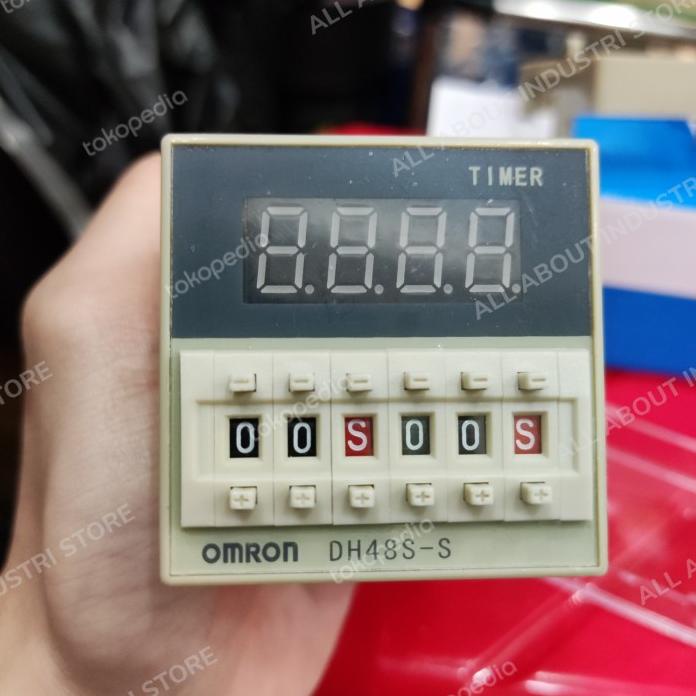 TIMER
8.8.8.8.
- - - - - -
0 0 S 0 0 S
+ + + + + +
OMRON DH48S-S
tokopedia
ALL ABOUT INDUSTRI STORE